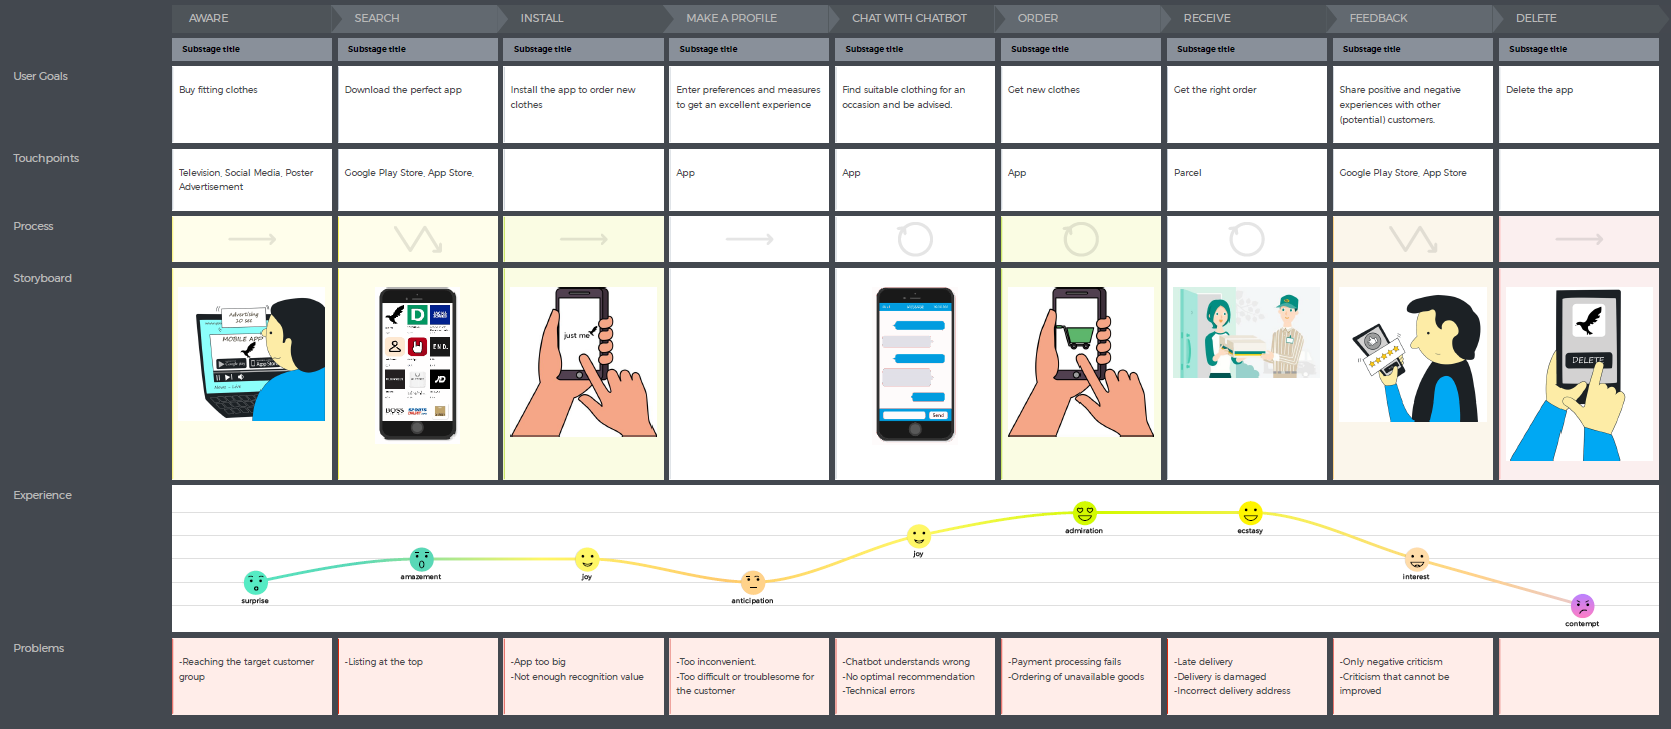 AWARE
SEARCH
INSTALL
MAKE A PROFILE
CHAT WITH CHATBOT
ORDER
RECEIVE
FEEDBACK
DELETE
Substage title
Substage title
Substage title
Substage title
Substage title
Substage title
Substage title
Substage title
Substage title
User Goals
Buy fitting clothes
Download the perfect app
Install the app to order new
clothes
Enter preferences and measures
to get an excellent experience
Find suitable clothing for an
occasion and be advised.
Get new clothes
Get the right order
Share positive and negative
experiences with other
(potential) customers.
Delete the app
Touchpoints
Television, Social Media, Poster
Advertisement
Google Play Store, App Store,
App
App
App
Parcel
Google Play Store, App Store
Process
Storyboard
Advertising
MOBILE APP
App Store
D
END.
JD
BOSS
just me
Send
DELETE
Experience
surprise
amazement
joy
anticipation
joy
admiration
ecstasy
interest
contempt
Problems
-Reaching the target customer
group
-Listing at the top
-App too big
-Not enough recognition value
-Too inconvenient.
-Too difficult or troublesome for
the customer
-Chatbot understands wrong
-No optimal recommendation
-Technical errors
-Payment processing fails
-Ordering of unavailable goods
-Late delivery
-Delivery is damaged
-Incorrect delivery address
-Only negative criticism
-Criticism that cannot be
improved